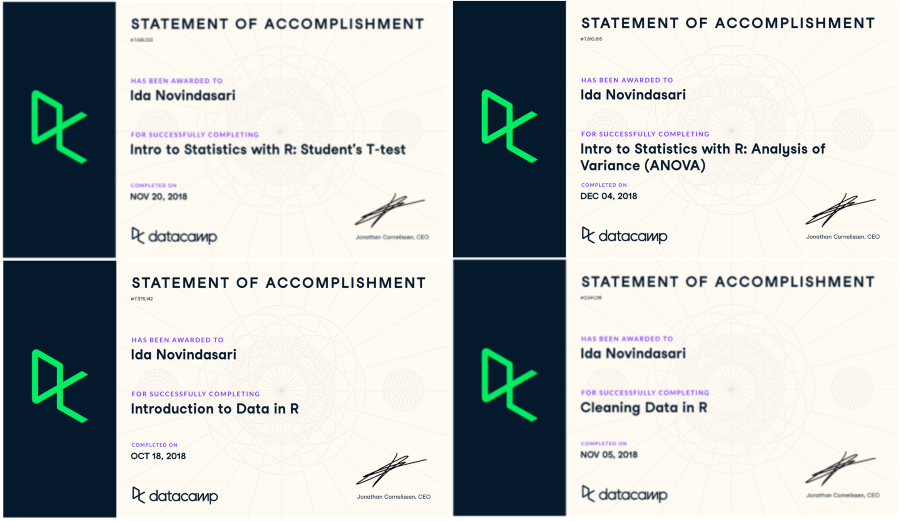 STATEMENT OF ACCOMPLISHMENT
HAS BEEN AWARDED TO
Ida Novindasari
FOR SUCCESSFULLY COMPLETING
Intro to Statistics with R: Student's T-test
COMPLETED ON
NOV 20, 2018
datacamp
Jonathan Cornelissen, CEO
STATEMENT OF ACCOMPLISHMENT
HAS BEEN AWARDED TO
Ida Novindasari
FOR SUCCESSFULLY COMPLETING
Intro to Statistics with R: Analysis of
Variance (ANOVA)
COMPLETED ON
DEC 04, 2018
datacamp
Jonathan Cornelissen, CEO
STATEMENT OF ACCOMPLISHMENT
HAS BEEN AWARDED TO
Ida Novindasari
FOR SUCCESSFULLY COMPLETING
Introduction to Data in R
COMPLETED ON
OCT 18, 2018
datacamp
Jonathan Cornelissen, CEO
STATEMENT OF ACCOMPLISHMENT
HAS BEEN AWARDED TO
Ida Novindasari
FOR SUCCESSFULLY COMPLETING
Cleaning Data in R
COMPLETED ON
NOV 05, 2018
datacamp
Jonathan Cornelissen, CEO